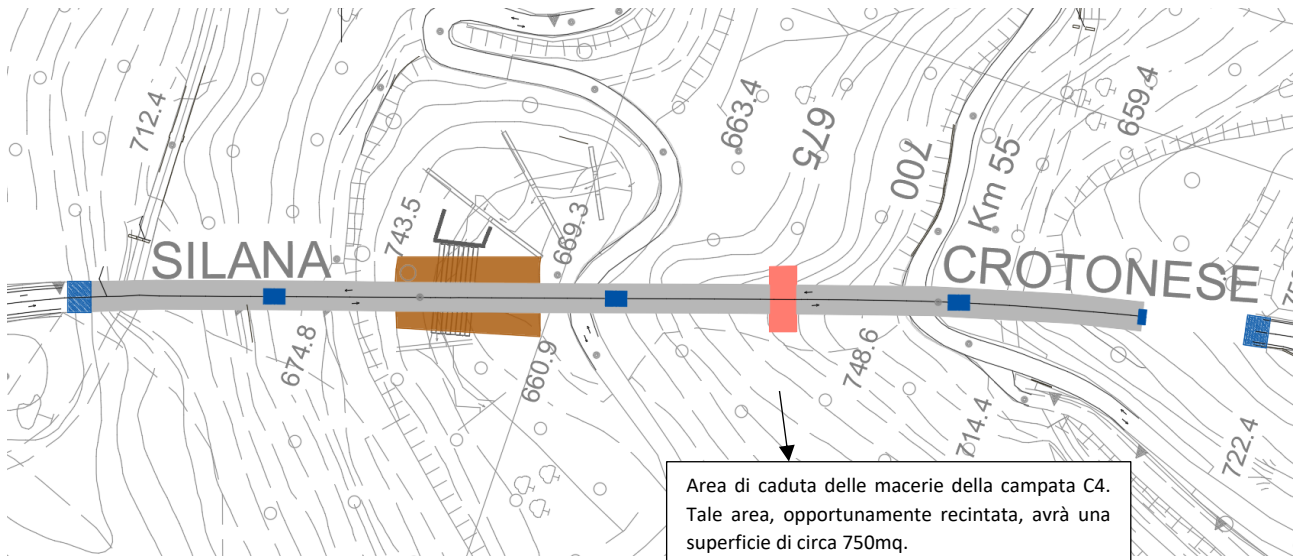 712.4
743.5
SILANA
674.8
669.3
660.9
663.4
675
700
Km 55
659.4
CROTONESE
748.6
714.4
722.4
Area di caduta delle macerie della campata C4.
Tale area, opportunamente recintata, avrà una
superficie di circa 750mq.